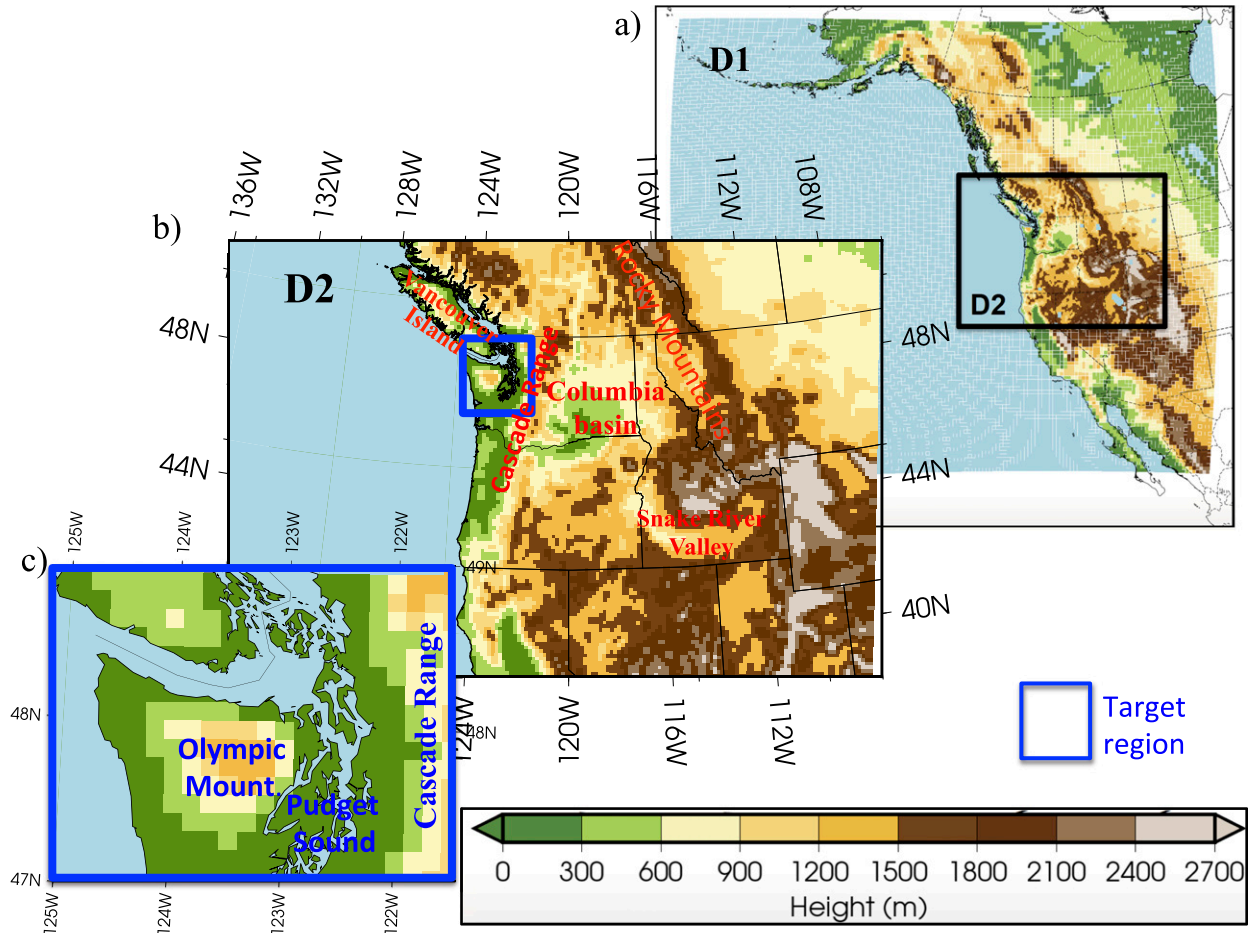 a)
D1
D2
136W
132W
128W
124W
120W
116W
112W
108W
b)
D2
Vancouver
Island
Rocky Mountains
Cascade Range
Columbia
basin
Snake River
Valley
48N
44N
48N
44N
40N
124W
120W
116W
112W
c)
125W
124W
123W
122W
49N
48N
48N
47N
Olympic
Mount.
Pudget
Sound
Cascade Range
125W
124W
123W
122W
Target
region
0 300 600 900 1200 1500 1800 2100 2400 2700
Height (m)